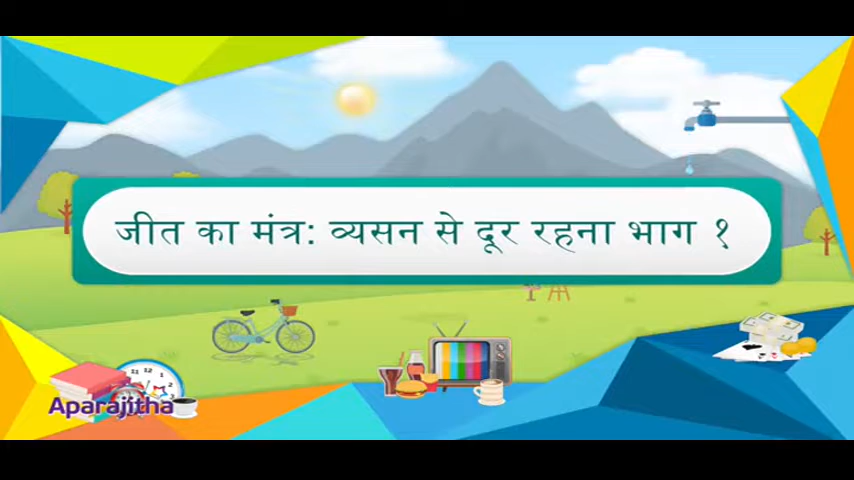 जीत का मंत्र: व्यसन से दूर रहना भाग १
Aparajitha